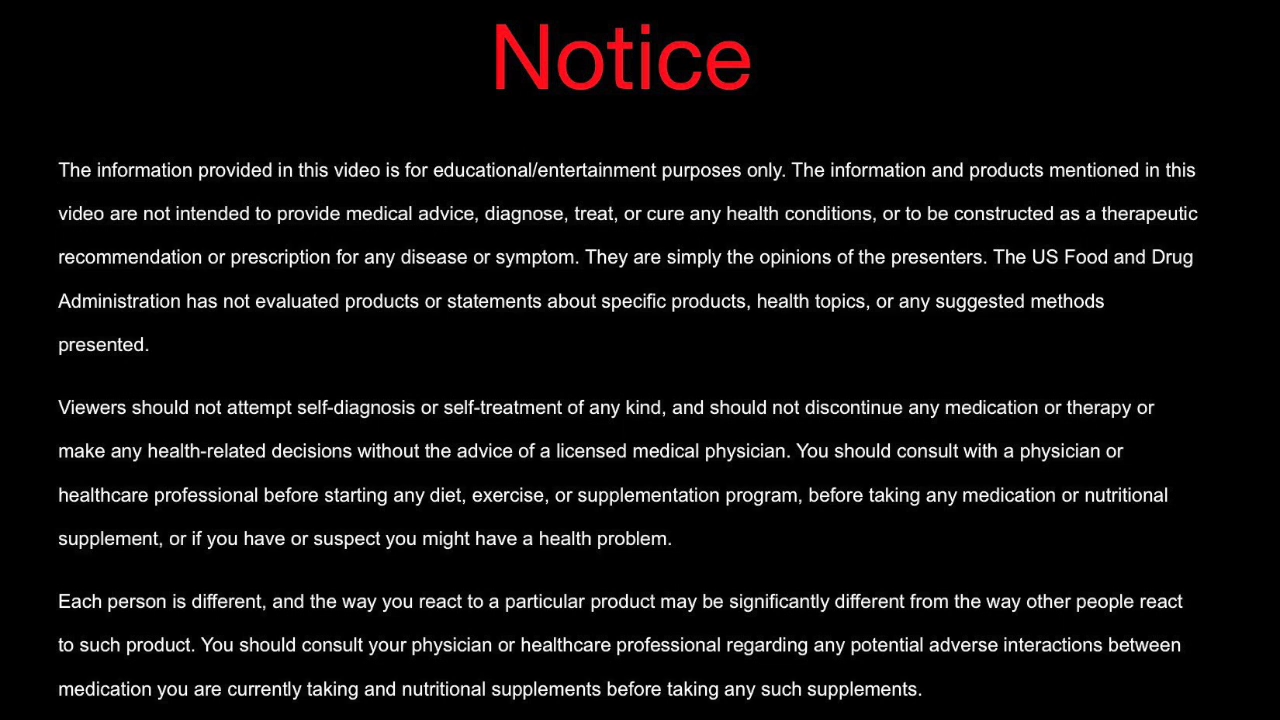 Notice
The information provided in this video is for educational/entertainment purposes only. The information and products mentioned in this
video are not intended to provide medical advice, diagnose, treat, or cure any health conditions, or to be constructed as a therapeutic
recommendation or prescription for any disease or symptom. They are simply the opinions of the presenters. The US Food and Drug
Administration has not evaluated products or statements about specific products, health topics, or any suggested methods
presented.
Viewers should not attempt self-diagnosis or self-treatment of any kind, and should not discontinue any medication or therapy or
make any health-related decisions without the advice of a licensed medical physician. You should consult with a physician or
healthcare professional before starting any diet, exercise, or supplementation program, before taking any medication or nutritional
supplement, or if you have or suspect you might have a health problem.
Each person is different, and the way you react to a particular product may be significantly different from the way other people react
to such product. You should consult your physician or healthcare professional regarding any potential adverse interactions between
medication you are currently taking and nutritional supplements before taking any such supplements.